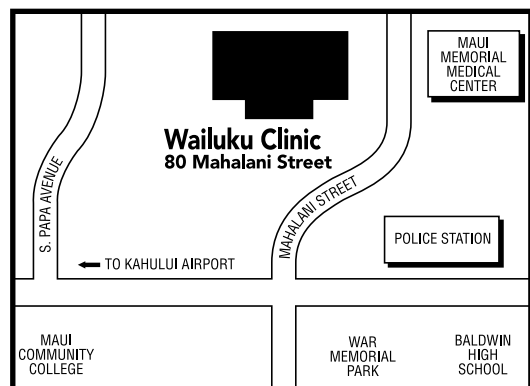 MAUI
MEMORIAL
MEDICAL
CENTER
Wailuku Clinic
80 Mahalani Street
S. PAPA AVENUE
MAHALANI STREET
POLICE STATION
TO KAHULUI AIRPORT
MAUI
COMMUNITY
COLLEGE
WAR
MEMORIAL
PARK
BALDWIN
HIGH
SCHOOL